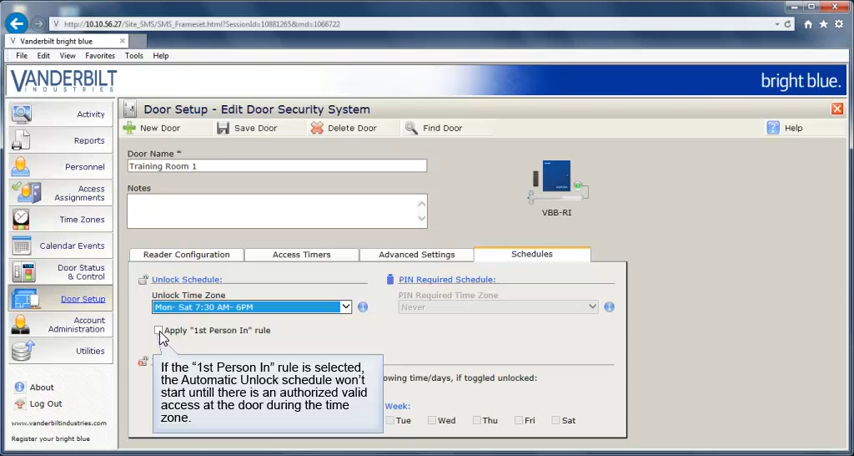 http://10.10.56.27/Site_SMS/SMS_Frameset.html?SessionId=10881265&tmd=1066722
Vanderbilt bright blue
File Edit View Favorites Tools Help
VANDERBILT
INDUSTRIES
bright blue.
Activity
Reports
Personnel
Access
Assignments
Time Zones
Calendar Events
Door Status
& Control
Door Setup
Account
Administration
Utilities
About
Log Out
www.vanderbiltindustries.com
Register your bright blue
Door Setup - Edit Door Security System
New Door Save Door Delete Door Find Door Help
Door Name *
Training Room 1
Notes
VBB-RI
Reader Configuration Access Timers Advanced Settings Schedules
Unlock Schedule: PIN Required Schedule:
Unlock Time Zone PIN Required Time Zone
Mon- Sat 7:30 AM- 6PM Never
Apply "1st Person In" rule
If the “1st Person In” rule is selected,
the Automatic Unlock schedule won’t
start untill there is an authorized valid
access at the door during the time
zone.
owing time/days, if toggled unlocked:
Week:
Tue Wed Thu Fri Sat